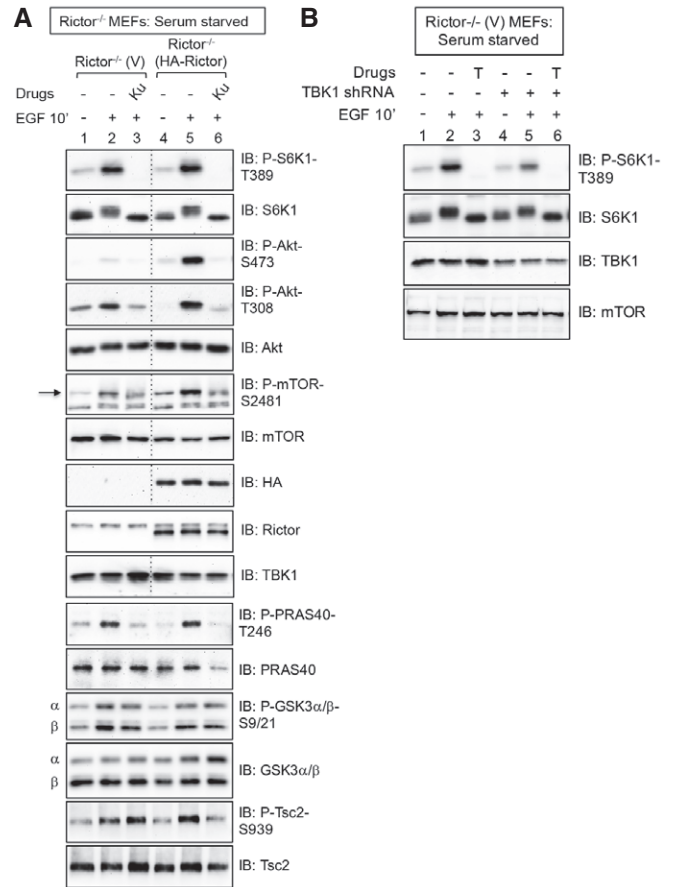 A
Rictor-/- MEFs: Serum starved
Rictor-/- (V)
Rictor-/-
(HA-Rictor)
Drugs - - Ku - - Ku
EGF 10' - + + - + +
1 2 3 4 5 6
IB: P-S6K1-
T389
IB: S6K1
IB: P-Akt-
S473
IB: P-Akt-
T308
IB: Akt
IB: P-mTOR-
S2481
IB: mTOR
IB: HA
IB: Rictor
IB: TBK1
IB: P-PRAS40-
T246
IB: PRAS40
α
β
IB: P-GSK3α/β-
S9/21
α
β
IB: GSK3α/β
IB: P-Tsc2-
S939
IB: Tsc2
B
Rictor-/- (V) MEFs:
Serum starved
Drugs - - T - - T
TBK1 shRNA - - - + + +
EGF 10' - + + - + +
1 2 3 4 5 6
IB: P-S6K1-
T389
IB: S6K1
IB: TBK1
IB: mTOR